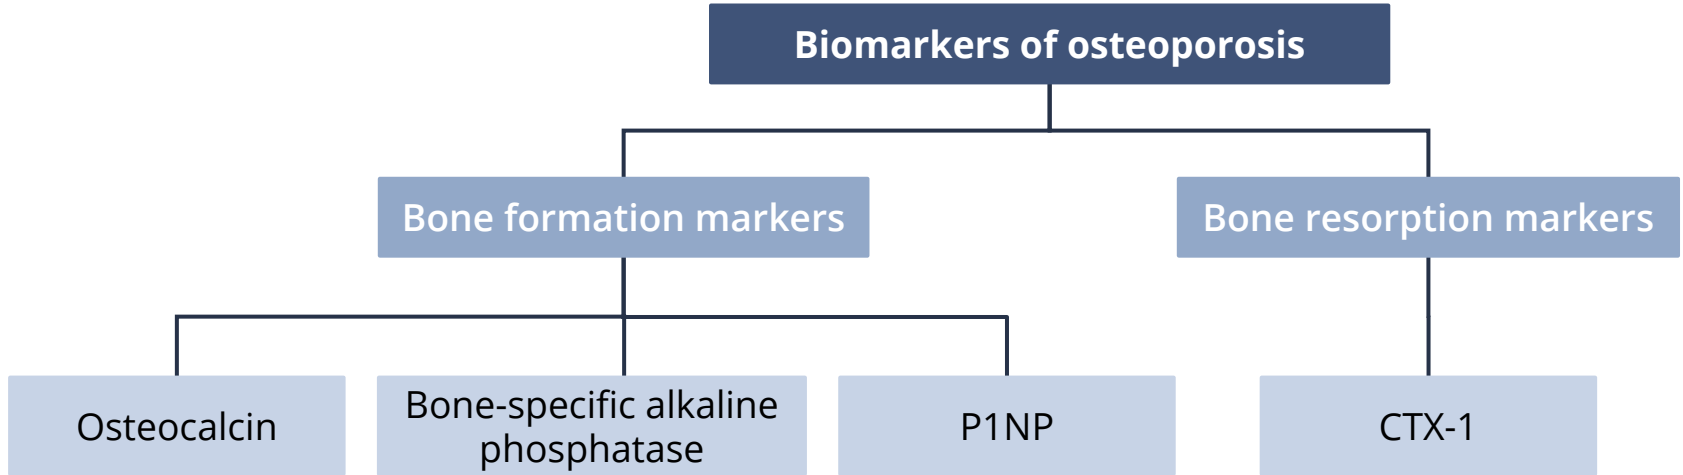 Biomarkers of osteoporosis
Bone formation markers
Bone resorption markers
Osteocalcin
Bone-specific alkaline
phosphatase
P1NP
CTX-1